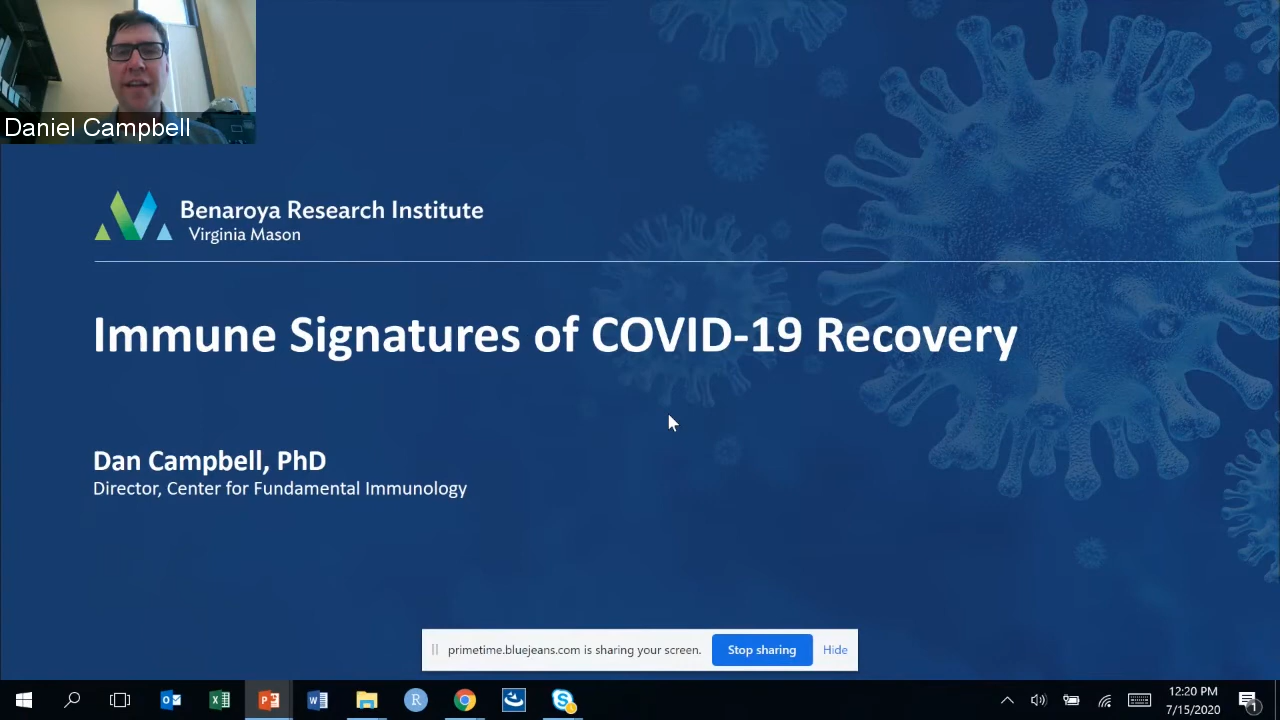 Daniel Campbell
Benaroya Research Institute
Virginia Mason
Immune Signatures of COVID-19 Recovery
Dan Campbell, PhD
Director, Center for Fundamental Immunology
primetime.bluejeans.com is sharing your screen.
Stop sharing
Hide
12:20 PM
7/15/2020
1